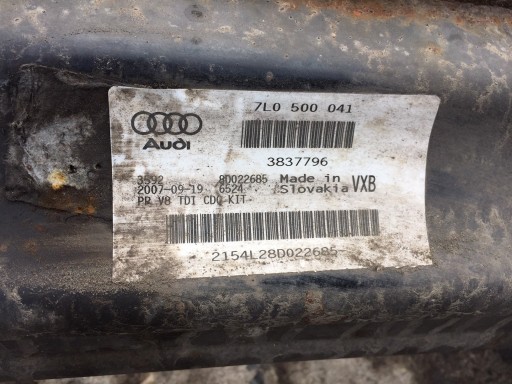 7L0 500 041
Audi
3837796
3592 8D022685 Made in
2007-09-19 6524 Slovakia VXB
PR V8 TDI CDC KIT-
2154L28D022685